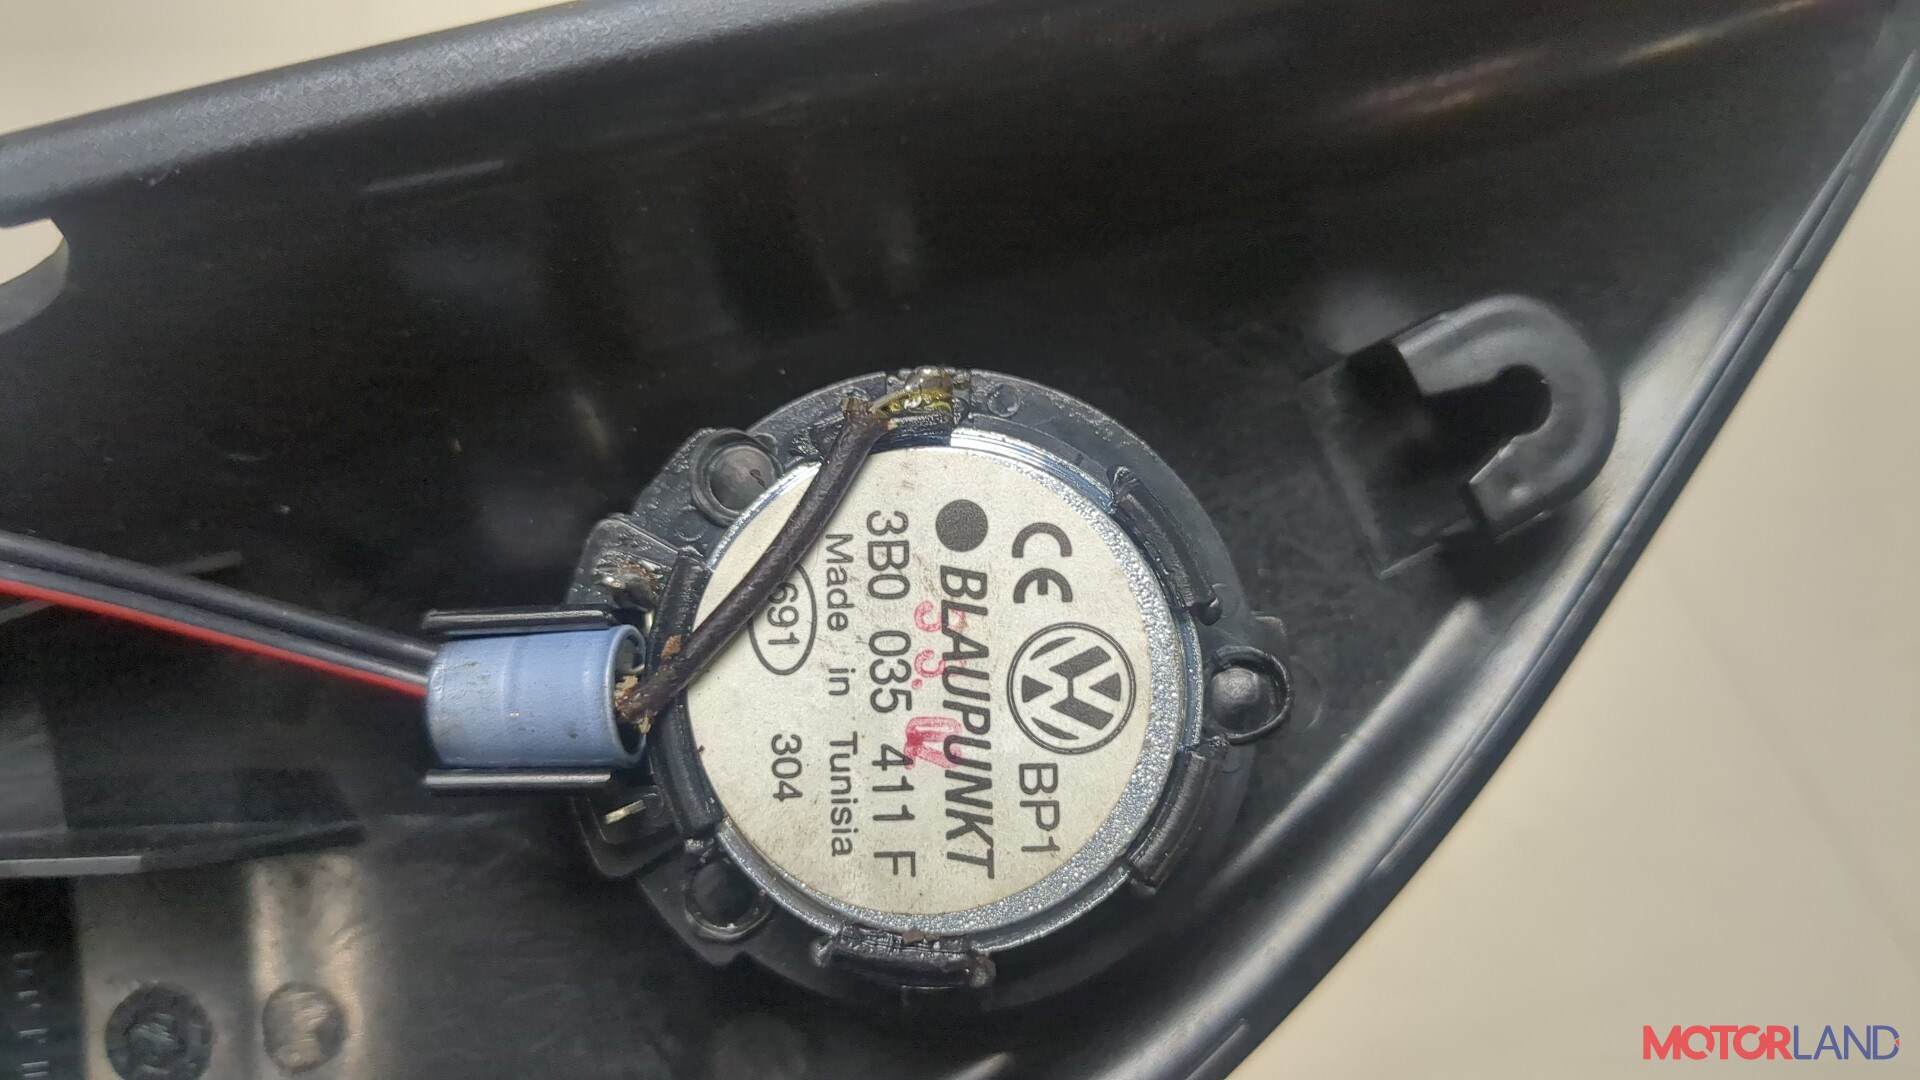 CE BP1
BLAUPUNKT
3B0 035 411 F
Made in Tunisia
691 304
MOTORLAND